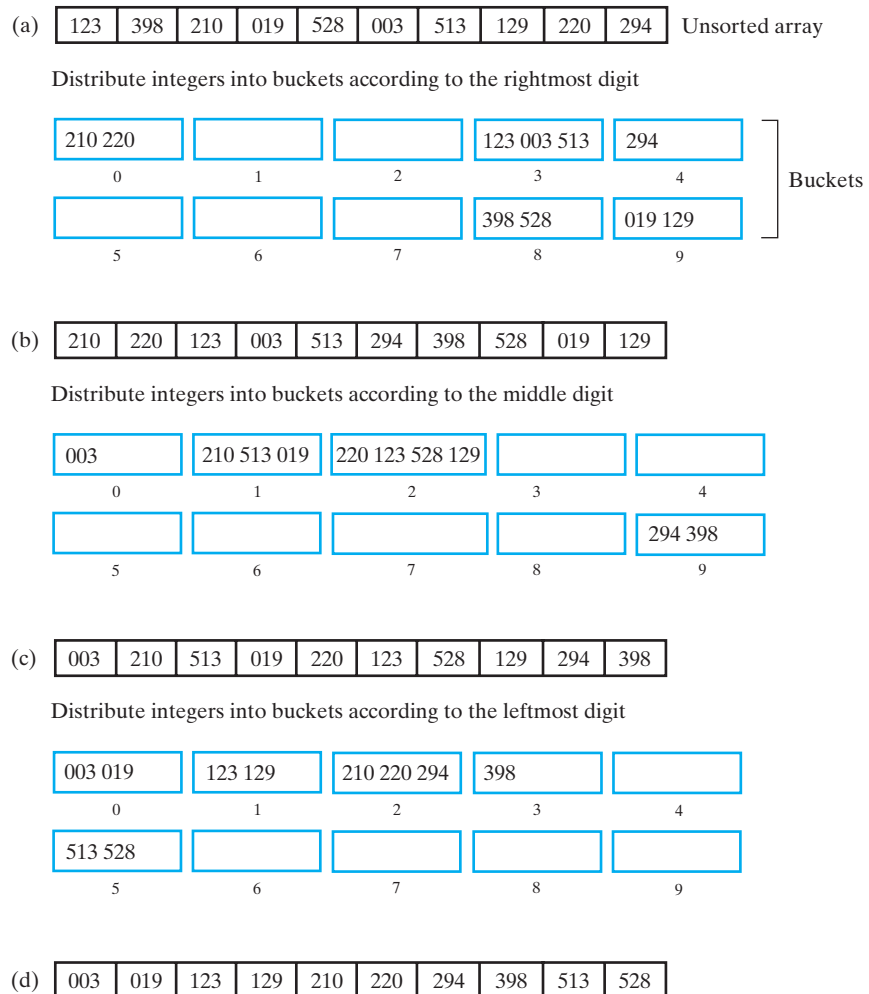 (a) 123 398 210 019 528 003 513 129 220 294 Unsorted array
Distribute integers into buckets according to the rightmost digit
210 220 123 003 513 294
0 1 2 3 4
Buckets
398 528 019 129
5 6 7 8 9
(b) 210 220 123 003 513 294 398 528 019 129
Distribute integers into buckets according to the middle digit
003 210 513 019 220 123 528 129
0 1 2 3 4
294 398
5 6 7 8 9
(c) 003 210 513 019 220 123 528 129 294 398
Distribute integers into buckets according to the leftmost digit
003 019 123 129 210 220 294 398
0 1 2 3 4
513 528
5 6 7 8 9
(d) 003 019 123 129 210 220 294 398 513 528